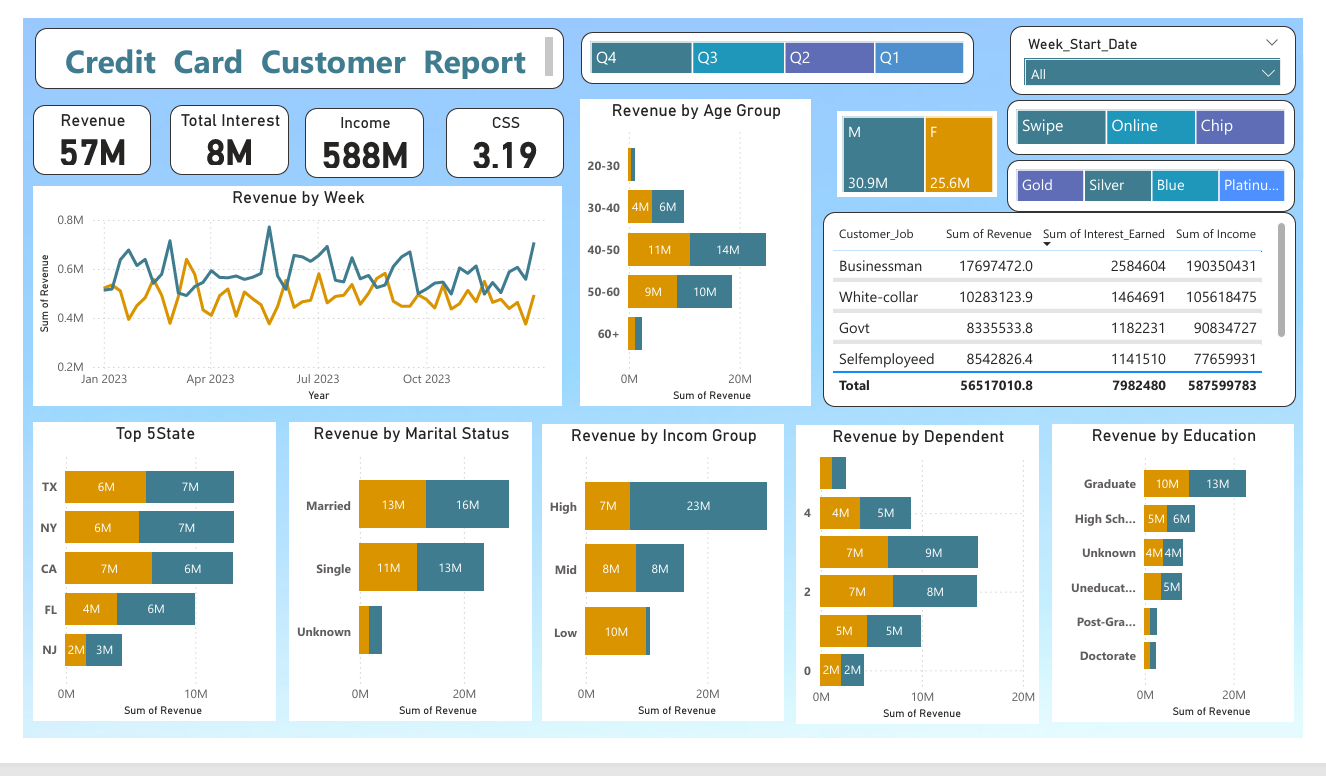 Credit Card Customer Report
Q4 Q3 Q2 Q1
Week_Start_Date
All
Revenue
57M
Total Interest
8M
Income
588M
CSS
3.19
Revenue by Week
Sum of Revenue
0.8M
0.6M
0.4M
0.2M
Jan 2023 Apr 2023 Jul 2023 Oct 2023
Year
Revenue by Age Group
20-30
30-40 4M 6M
40-50 11M 14M
50-60 9M 10M
60+
0M 20M
Sum of Revenue
M F
30.9M 25.6M
Swipe Online Chip
Gold Silver Blue Platinu...
Customer_Job Sum of Revenue Sum of Interest_Earned Sum of Income
Businessman 17697472.0 2584604 190350431
White-collar 10283123.9 1464691 105618475
Govt 8335533.8 1182231 90834727
Selfemployeed 8542826.4 1141510 77659931
Total 56517010.8 7982480 587599783
Top 5State
TX 6M 7M
NY 6M 7M
CA 7M 6M
FL 4M 6M
NJ 2M 3M
0M 10M
Sum of Revenue
Revenue by Marital Status
Married 13M 16M
Single 11M 13M
Unknown
0M 20M
Sum of Revenue
Revenue by Incom Group
High 7M 23M
Mid 8M 8M
Low 10M
0M 20M
Sum of Revenue
Revenue by Dependent
4 4M 5M
7M 9M
2 7M 8M
5M 5M
0 2M 2M
0M 10M 20M
Sum of Revenue
Revenue by Education
Graduate 10M 13M
High Sch... 5M 6M
Unknown 4M 4M
Uneducat... 5M
Post-Gra...
Doctorate
0M 20M
Sum of Revenue